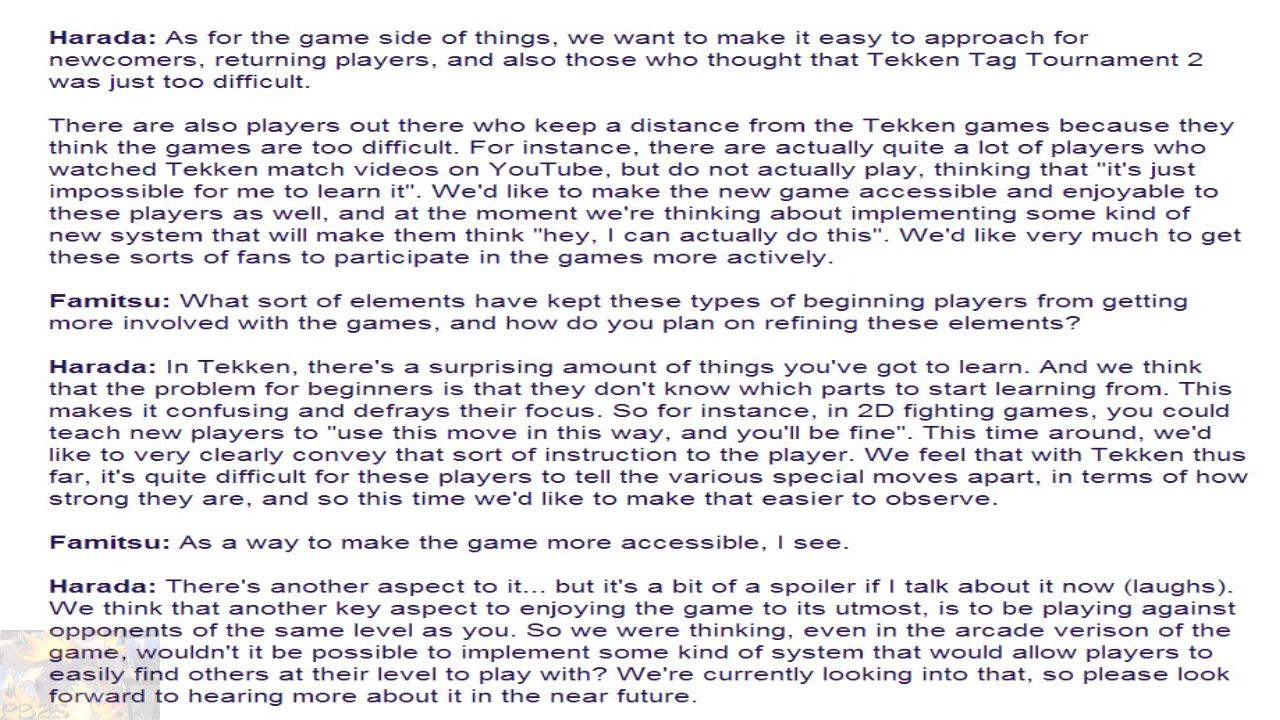 Harada: As for the game side of things, we want to make it easy to approach for
newcomers, returning players, and also those who thought that Tekken Tag Tournament 2
was just too difficult.
There are also players out there who keep a distance from the Tekken games because they
think the games are too difficult. For instance, there are actually quite a lot of players who
watched Tekken match videos on YouTube, but do not actually play, thinking that "it's just
impossible for me to learn it". We'd like to make the new game accessible and enjoyable to
these players as well, and at the moment we're thinking about implementing some kind of
new system that will make them think "hey, I can actually do this". We'd like very much to get
these sorts of fans to participate in the games more actively.
Famitsu: What sort of elements have kept these types of beginning players from getting
more involved with the games, and how do you plan on refining these elements?
Harada: In Tekken, there's a surprising amount of things you've got to learn. And we think
that the problem for beginners is that they don't know which parts to start learning from. This
makes it confusing and defrays their focus. So for instance, in 2D fighting games, you could
teach new players to "use this move in this way, and you'll be fine". This time around, we'd
like to very clearly convey that sort of instruction to the player. We feel that with Tekken thus
far, it's quite difficult for these players to tell the various special moves apart, in terms of how
strong they are, and so this time we'd like to make that easier to observe.
Famitsu: As a way to make the game more accessible, I see.
Harada: There's another aspect to it... but it's a bit of a spoiler if I talk about it now (laughs).
We think that another key aspect to enjoying the game to its utmost, is to be playing against
opponents of the same level as you. So we were thinking, even in the arcade verison of the
game, wouldn't it be possible to implement some kind of system that would allow players to
easily find others at their level to play with? We're currently looking into that, so please look
forward to hearing more about it in the near future.